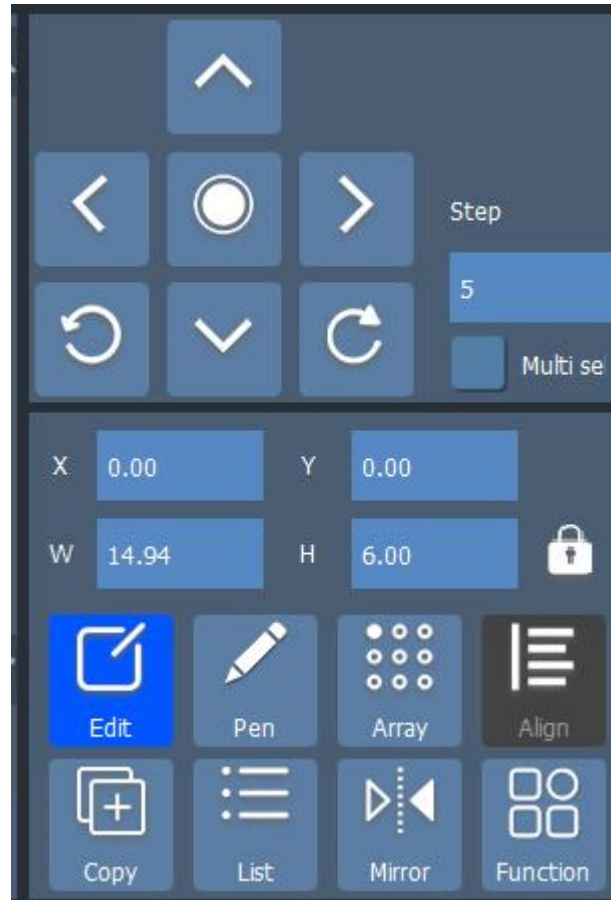 Step
5
Multi se
X 0.00 Y 0.00
W 14.94 H 6.00
Edit Pen Array Align
Copy List Mirror Function